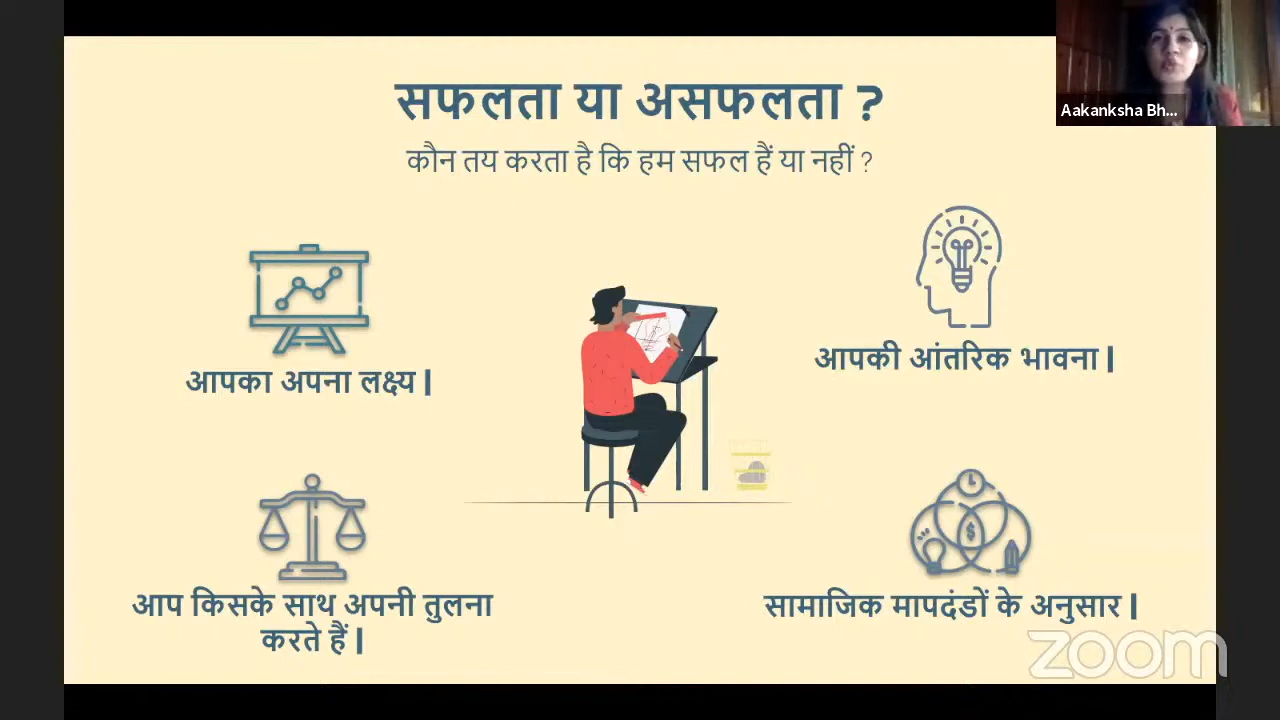 सफलता या असफलता ?
कौन तय करता है कि हम सफल हैं या नहीं ?
Aakanksha Bh...
आपका अपना लक्ष्य |
आपकी आंतरिक भावना |
आप किसके साथ अपनी तुलना
करते हैं |
सामाजिक मापदंडों के अनुसार |
zoom